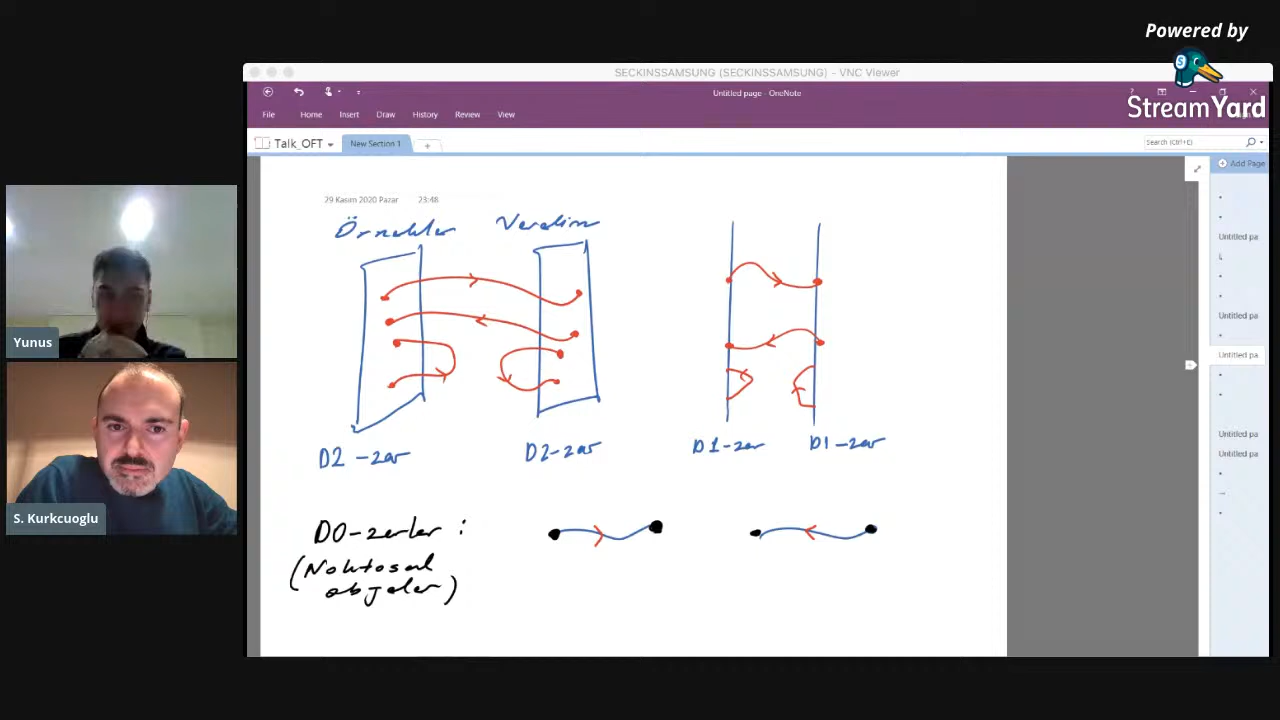 Powered by
StreamYard
SECKINSSAMSUNG (SECKINSSAMSUNG) - VNC Viewer
Untitled page - OneNote
File Home Insert Draw History Review View
Talk_OFT New Section 1 +
Search (Ctrl+E)
Add Page
29 Kasım 2020 Pazar 23:48
Örnekler Verelim
Untitled pa
Untitled pa
Untitled pa
Untitled pa
Untitled pa
D2-zar D2-zar D1-zar D1-zar
D0-zarlar :
(Noktosal
objeler)
Yunus
S. Kurkcuoglu